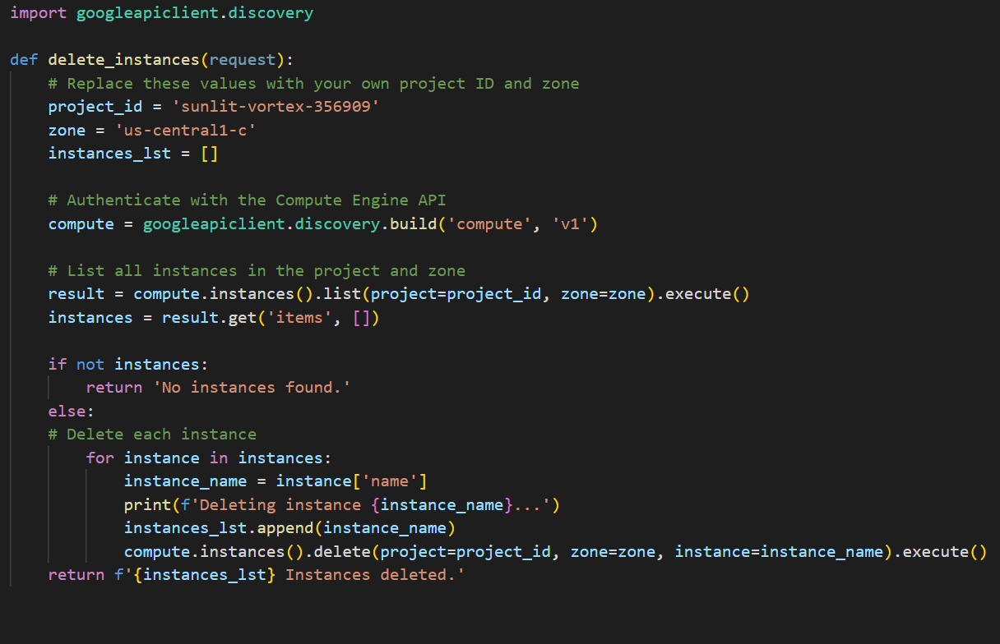 import googleapiclient.discovery
def delete_instances(request):
    # Replace these values with your own project ID and zone
    project_id = 'sunlit-vortex-356909'
    zone = 'us-central1-c'
    instances_lst = []
    # Authenticate with the Compute Engine API
    compute = googleapiclient.discovery.build('compute', 'v1')
    # List all instances in the project and zone
    result = compute.instances().list(project=project_id, zone=zone).execute()
    instances = result.get('items', [])
    if not instances:
        return 'No instances found.'
    else:
    # Delete each instance
        for instance in instances:
            instance_name = instance['name']
            print(f'Deleting instance {instance_name}...')
            instances_lst.append(instance_name)
            compute.instances().delete(project=project_id, zone=zone, instance=instance_name).execute()
    return f'{instances_lst} Instances deleted.'